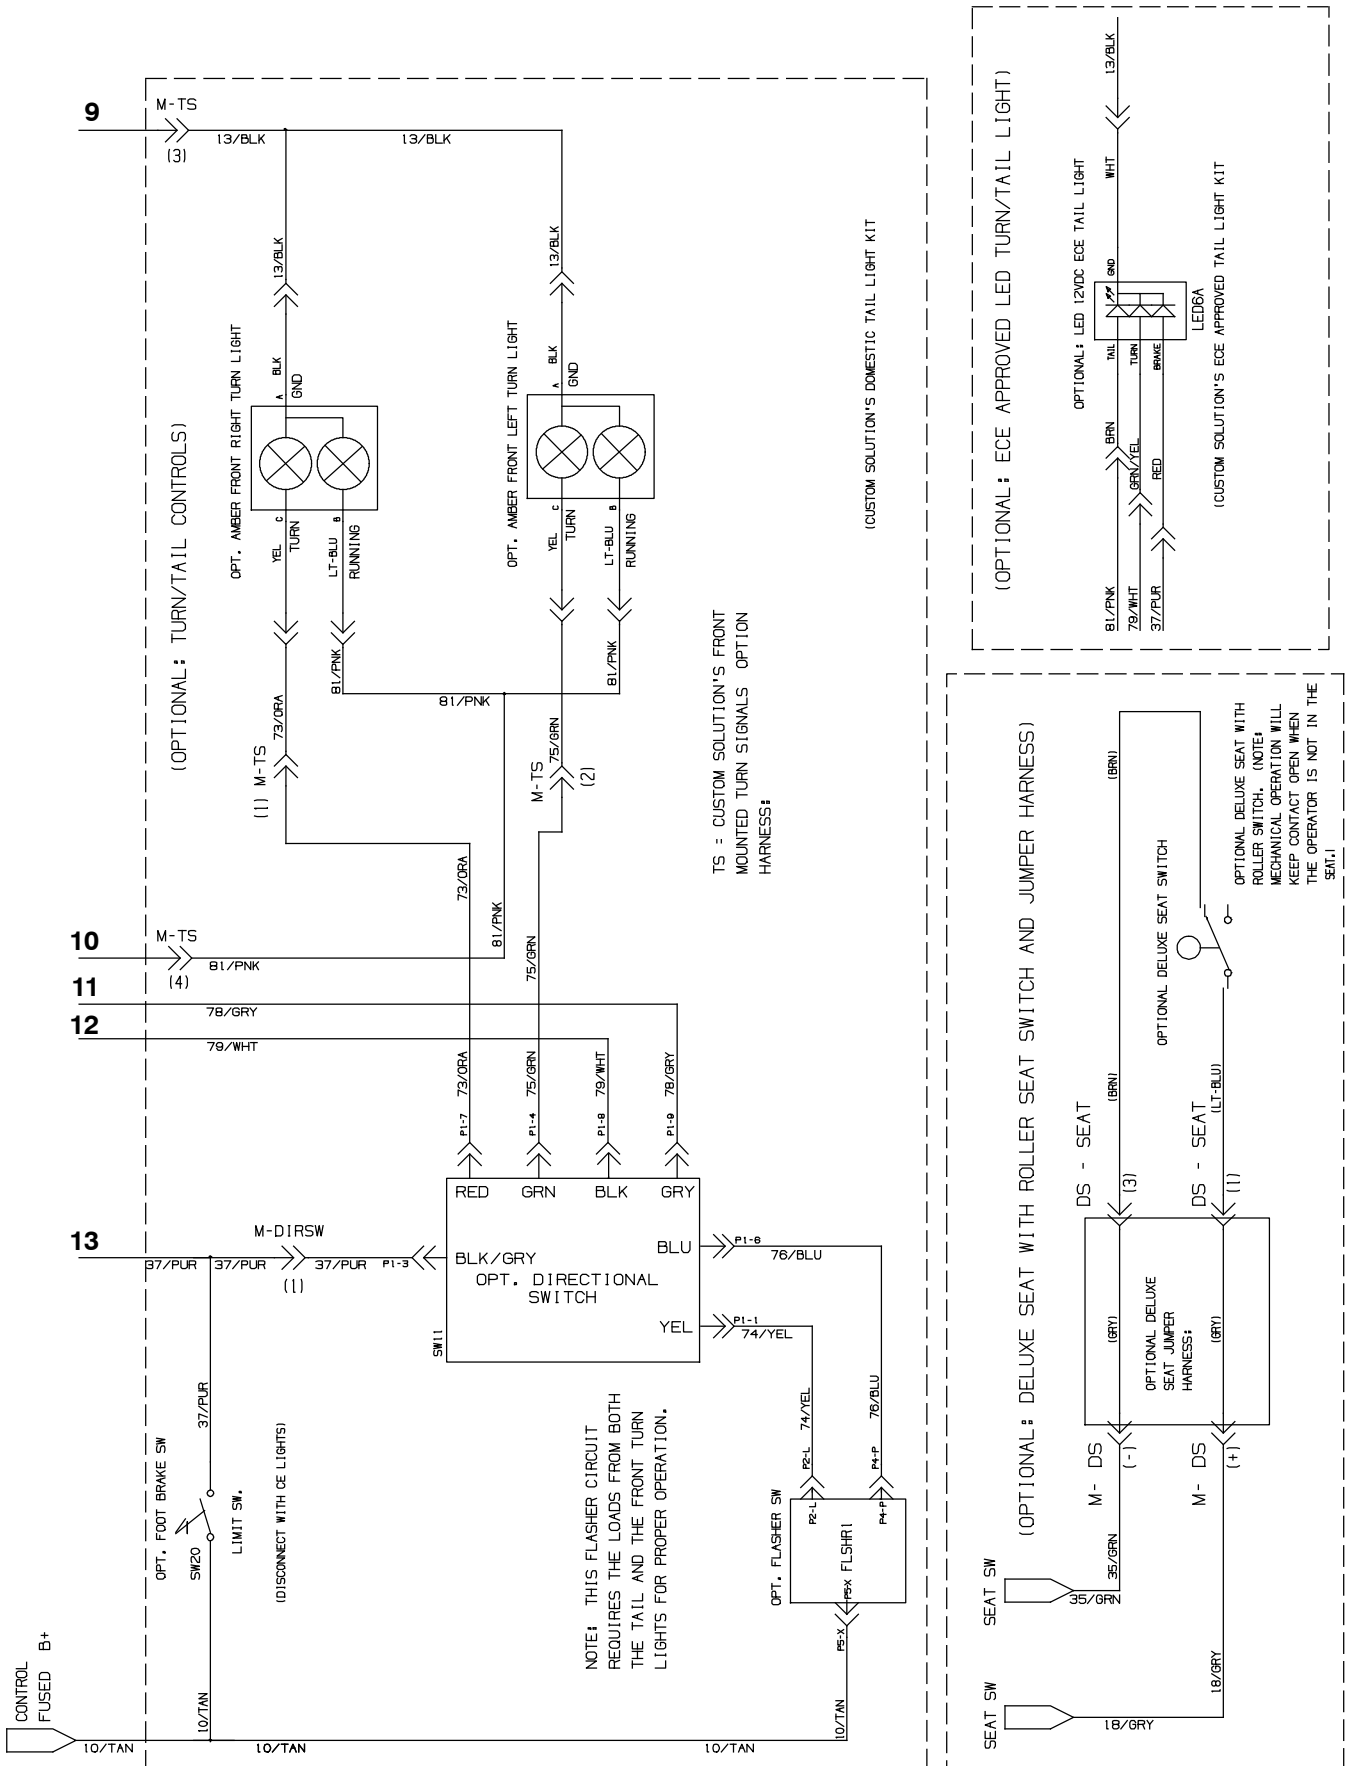 9
M-TS
(3)
13/BLK
13/BLK
13/BLK
13/BLK
BLK
A
GND
BLK
A
GND
OPT. AMBER FRONT RIGHT TURN LIGHT
OPT. AMBER FRONT LEFT TURN LIGHT
(OPTIONAL: TURN/TAIL CONTROLS)
(CUSTOM SOLUTION'S DOMESTIC TAIL LIGHT KIT
YEL
C
TURN
LT-BLU
B
RUNNING
YEL
C
TURN
LT-BLU
B
RUNNING
81/PNK
81/PNK
81/PNK
73/ORA
(1) M-TS
75/GRN
M-TS
(2)
TS = CUSTOM SOLUTION'S FRONT
MOUNTED TURN SIGNALS OPTION
HARNESS:
73/ORA
81/PNK
75/GRN
10
M-TS
(4)
81/PNK
11
78/GRY
12
79/WHT
P1-7
73/ORA
P1-4
75/GRN
P1-8
79/WHT
P1-9
78/GRY
RED
GRN
BLK
GRY
13
37/PUR
37/PUR
M-DIRSW
(1)
37/PUR
P1-3
BLK/GRY
OPT. DIRECTIONAL
SWITCH
SW11
BLU
P1-6
76/BLU
YEL
P1-1
74/YEL
37/PUR
OPT. FOOT BRAKE SW
SW20
LIMIT SW.
(DISCONNECT WITH CE LIGHTS)
NOTE: THIS FLASHER CIRCUIT
REQUIRES THE LOADS FROM BOTH
THE TAIL AND THE FRONT TURN
LIGHTS FOR PROPER OPERATION.
P2-L
74/YEL
P4-P
76/BLU
OPT. FLASHER SW
P2-L
P4-P
P5-X
FLSHR1
P5-X
10/TAN
CONTROL
FUSED B+
10/TAN
10/TAN
10/TAN
10/TAN
(OPTIONAL: ECE APPROVED LED TURN/TAIL LIGHT)
13/BLK
WHT
OPTIONAL: LED 12VDC ECE TAIL LIGHT
GND
LED6A
(CUSTOM SOLUTION'S ECE APPROVED TAIL LIGHT KIT
TAIL
TURN
BRAKE
BRN
GRN/YEL
RED
81/PNK
79/WHT
37/PUR
(OPTIONAL: DELUXE SEAT WITH ROLLER SEAT SWITCH AND JUMPER HARNESS)
(BRN)
OPTIONAL DELUXE SEAT WITH
ROLLER SWITCH. (NOTE:
MECHANICAL OPERATION WILL
KEEP CONTACT OPEN WHEN
THE OPERATOR IS NOT IN THE
SEAT.)
OPTIONAL DELUXE SEAT SWITCH
(BRN)
(LT-BLU)
DS - SEAT
(3)
DS - SEAT
(1)
(GRY)
(GRY)
OPTIONAL DELUXE
SEAT JUMPER
HARNESS:
M- DS
(-)
M- DS
(+)
SEAT SW
35/GRN
35/GRN
SEAT SW
18/GRY
18/GRY